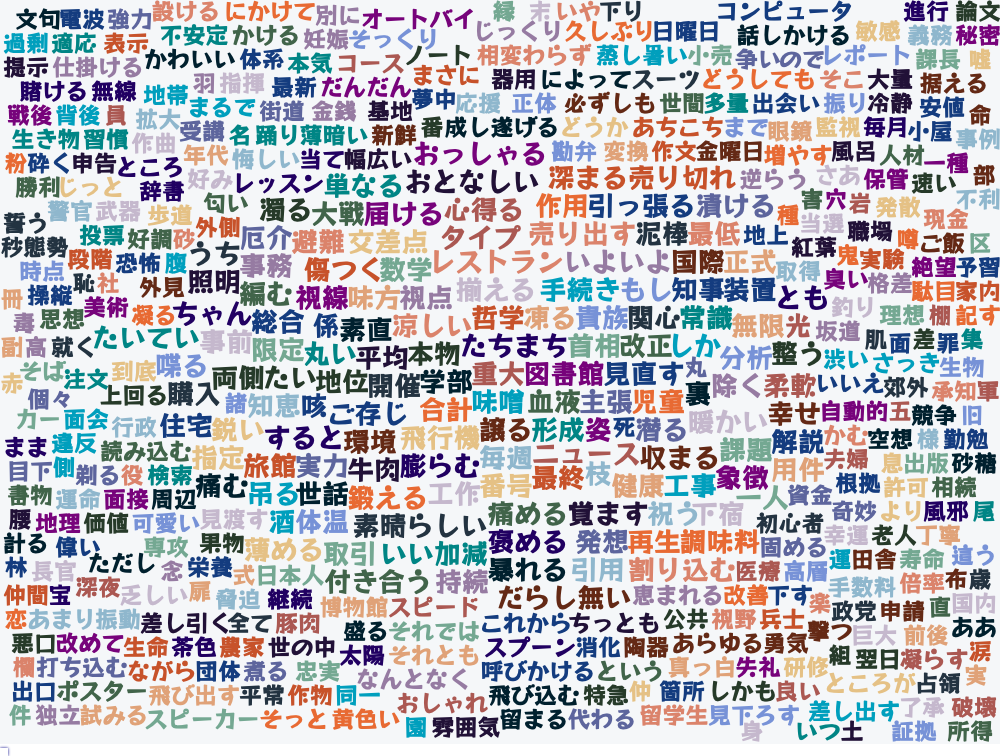 文句 電波 強力 設ける にかけて 別に オートバイ 縁 末 いや 下り コンピュータ 進行 論文
過剰 適応 表示 不安定 かける 妊娠 そっくり じっくり 久しぶり 日曜日 話しかける 敏感 義務 秘密
提示 仕掛ける かわいい 体系 本気 コース ノート 相変わらず 蒸し暑い 小売 争い ので レポート 課長 嘘
賭ける 無線 地帯 羽 指揮 最新 だんだん まさに 器用 によって スーツ どうしても そこ 大量 据える
戦後 背後 員 拡大 まるで 街道 金銭 基地 夢中 応援 正体 必ずしも 世間 多量 出会い 振り 冷静 安値 命
生き物 習慣 作曲 受講 名 踊り 薄暗い 新鮮 番 成し遂げる どうか あちこち まで 眼鏡 監視 毎月 小屋 事例
粉 砕く 申告 ところ 年代 悔しい 当て 幅広い おっしゃる 勘弁 変換 作文 金曜日 増やす 風呂 人材 一種
勝利 じっと 辞書 好み レッスン 単なる おとなしい 深まる 売り切れ 逆らう さあ 保管 速い 部
誓う 警官 武器 歩道 匂い 濁る 大戦 届ける 心得る 作用 引っ張る 漬ける 種 害 穴 岩 発散 不利
秒 態勢 投票 好調 砂 外側 うち 厄介 避難 交差点 タイプ 売り出す 泥棒 最低 地上 当選 職場 噂 現金 ご飯 区
時点 段階 恐怖 腹 事務 傷つく 数学 レストラン いよいよ 国際 正式 取得 紅葉 鬼 実験 絶望 予習
冊 操縦 恥 社 外見 照明 編む 視線 味方 視点 揃える 手続き もし 知事 装置 とも 臭い 格差 駄目 家内
毒 思想 美術 凝る ちゃん 総合 係 素直 涼しい 哲学 凍る 貴族 関心 常識 無限 光 釣り 坂道 理想 棚 記す
副 高 就く たいてい 事前 限定 丸い 平均 本物 たちまち 首相 改正 しか 分析 整う 肌 面 差 罪 集
赤 そば 注文 到底 喋る 両側 たい 地位 開催 学部 重大 図書館 見直す 丸 渋い さっき 生物
個々 上回る 購入 諸 知恵 咳 ご存じ 合計 味噌 血液 主張 児童 裏 除く 柔軟 いいえ 郊外 承知 軍
カー 面会 行政 住宅 鋭い すると 環境 飛行機 譲る 形成 姿 死 潜る 暖かい 幸せ 自動的 五 競争 旧
まま 違反 読み込む 指定 旅館 実力 牛肉 膨らむ 毎週 ニュース 収まる 課題 解説 かむ 空想 様 勤勉
目下 側 剃る 役 検索 痛む 吊る 世話 鍛える 工作 番号 最終 枝 健康 工事 象徴 用件 夫婦 息 出版 砂糖
書物 運命 面接 周辺 一人 資金 根拠 許可 相続
腰 地理 価値 可愛い 見渡す 酒 体温 素晴らしい 痛める 覚ます 祝う 下宿 初心者 奇妙 より 風邪 尾
計る 偉い ただし 専攻 果物 薄める 取引 いい 加減 褒める 発想 再生 調味料 固める 幸運 老人 丁寧
林 長官 念 栄養 式 日本人 付き合う 持続 暴れる 引用 割り込む 医療 高層 運 田舎 寿命 違う
仲間 宝 深夜 乏しい 扉 脅迫 継続 博物館 スピード だらし無い 恵まれる 改善 下す 楽 手数料 倍率 布 歳
恋 あまり 振動 差し引く 全て 豚肉 盛る それでは これから ちっとも 公共 視野 兵士 撃つ 政党 申請 直 国内
悪口 改めて 生命 茶色 農家 世の中 太陽 それとも スプーン 消化 陶器 あらゆる 勇気 組 巨大 前後 ああ
欄 打ち込む ながら 団体 煮る 忠実 なんとなく 呼びかける という 真っ白 失礼 研修 翌日 凝らす 涙
出口 ポスター 飛び出す 平常 作物 同一 おしゃれ 飛び込む 特急 仲 箇所 しかも 良い ところが 占領 実
件 独立 試みる スピーカー そっと 黄色い 園 雰囲気 留まる 代わる 留学生 見下ろす 差し出す 了承 破壊
身 いつ 土 証拠 所得